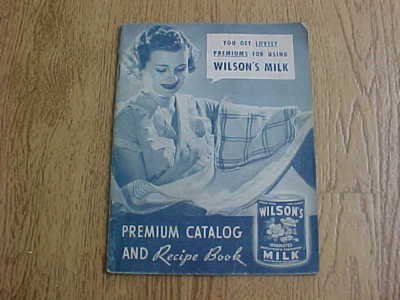 YOU GET LOVELY
PREMIUMS FOR USING
WILSON'S MILK
PREMIUM CATALOG
AND Recipe Book
WILSON'S
MILK